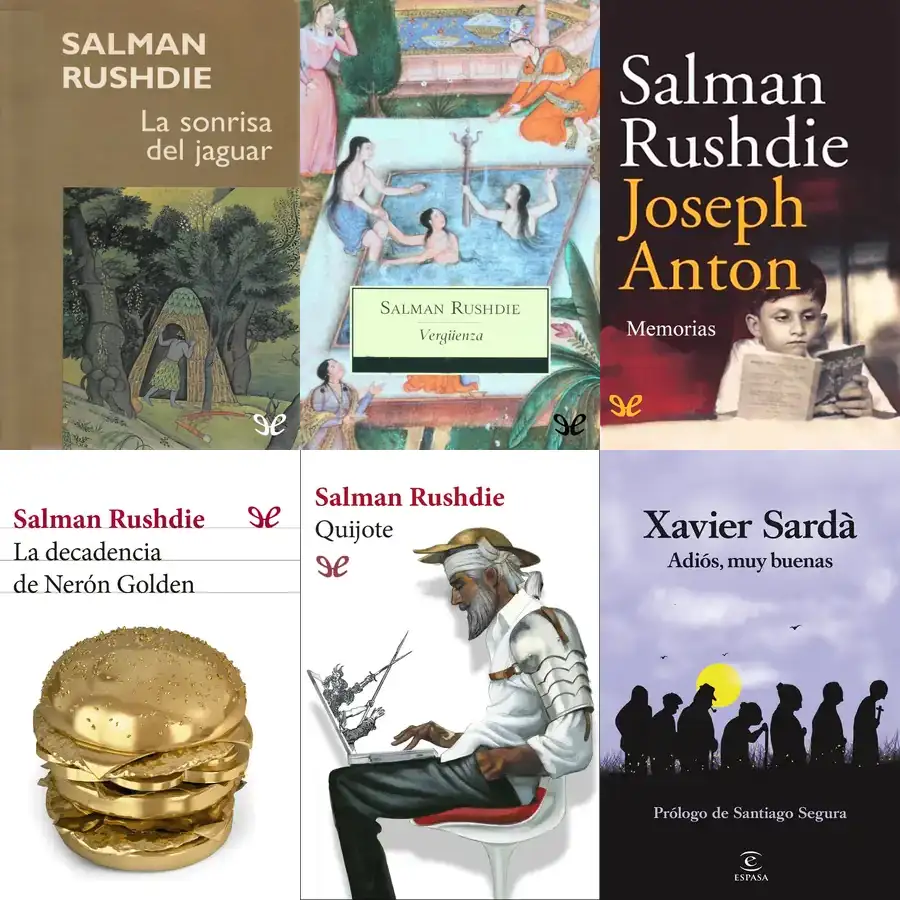 SALMAN
RUSHDIE
La sonrisa
del jaguar
SALMAN RUSHDIE
Vergüenza
Salman
Rushdie
Joseph
Anton
Memorias
Salman Rushdie
La decadencia
de Nerón Golden
Salman Rushdie
Quijote
Xavier Sardà
Adiós, muy buenas
Prólogo de Santiago Segura
e
ESPASA